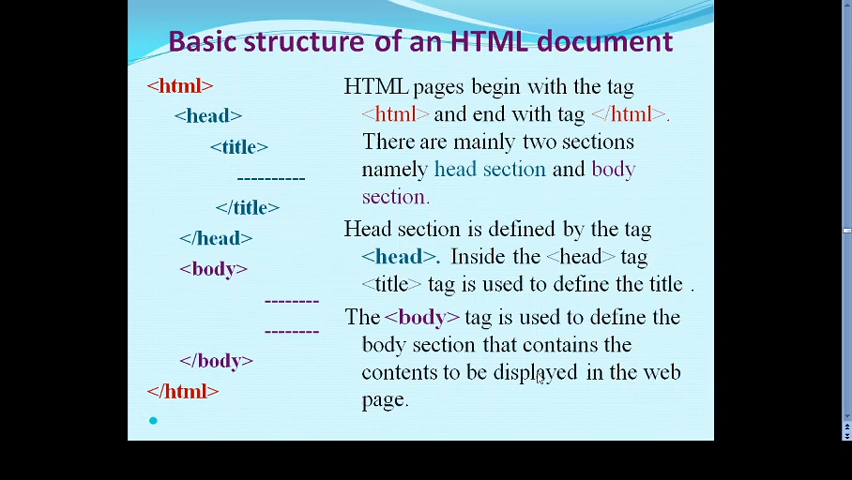 Basic structure of an HTML document
<html>
<head>
<title>
----------
</title>
</head>
<body>
--------
--------
</body>
</html>
HTML pages begin with the tag
<html> and end with tag </html>.
There are mainly two sections
namely head section and body
section.
Head section is defined by the tag
<head>. Inside the <head> tag
<title> tag is used to define the title .
The <body> tag is used to define the
body section that contains the
contents to be displayed in the web
page.